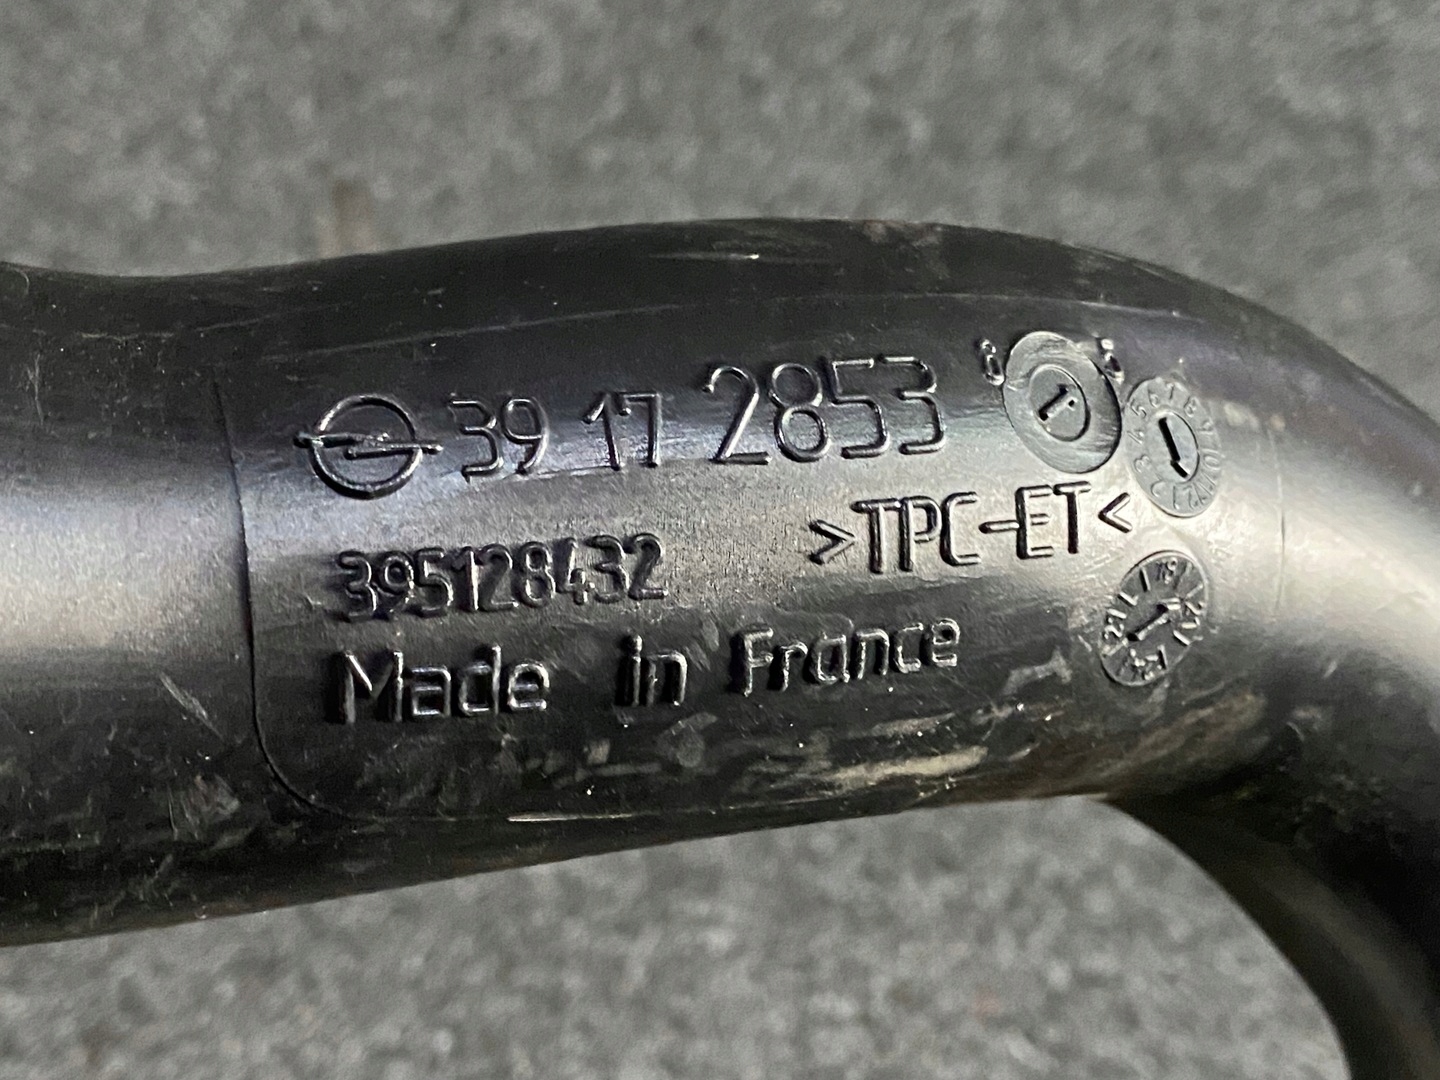 39 17 2853
>TPC-ET<
395128432
Made in France